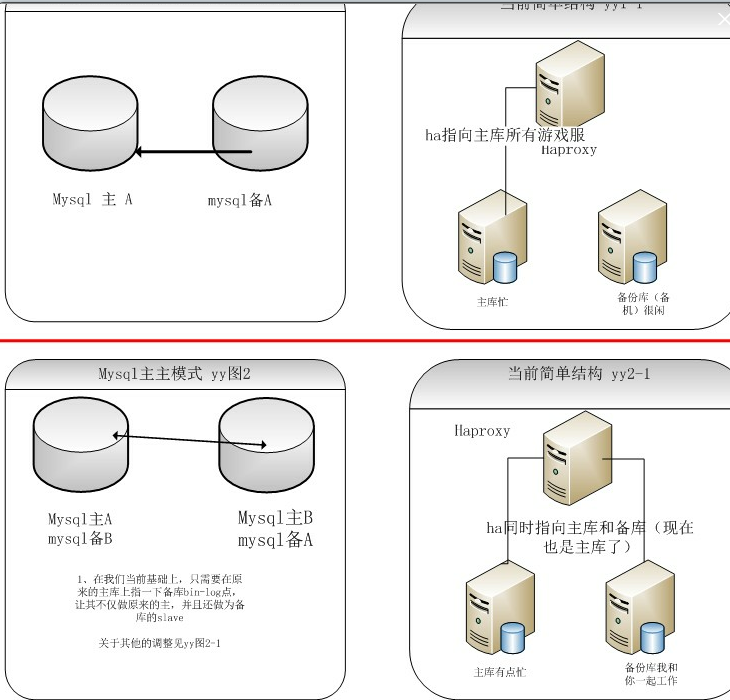 当前简单结构 yy1-1
Mysql 主 A
mysql备A
ha指向主库所有游戏服
Haproxy
主库忙
备份库（备
机）很闲
Mysql主主模式 yy图2
Mysql主A
mysql备B
Mysql主B
mysql备A
1、在我们当前基础上，只需要在原
来的主库上指一下备库bin-log点，
让其不仅做原来的主，并且还做为备
库的slave
关于其他的调整见yy图2-1
当前简单结构 yy2-1
Haproxy
ha同时指向主库和备库（现在
也是主库了）
主库有点忙
备份库我和
你一起工作